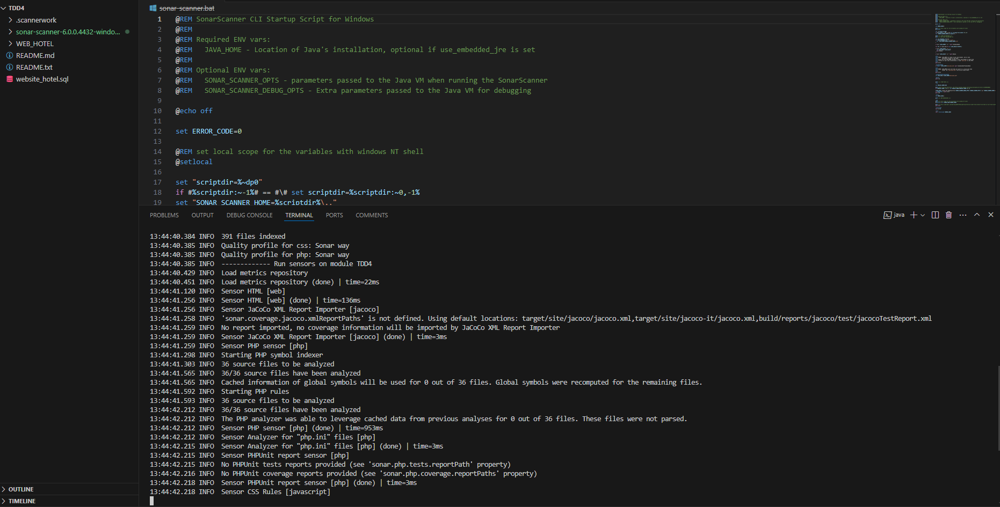 TDD4
.scannerwork
sonar-scanner-6.0.0.4432-windo...
WEB_HOTEL
README.md
README.txt
website_hotel.sql
OUTLINE
TIMELINE
sonar-scanner.bat
1 @REM SonarScanner CLI Startup Script for Windows
2 @REM
3 @REM Required ENV vars:
4 @REM   JAVA_HOME - Location of Java's installation, optional if use_embedded_jre is set
5 @REM
6 @REM Optional ENV vars:
7 @REM   SONAR_SCANNER_OPTS - parameters passed to the Java VM when running the SonarScanner
8 @REM   SONAR_SCANNER_DEBUG_OPTS - Extra parameters passed to the Java VM for debugging
9
10 @echo off
11
12 set ERROR_CODE=0
13
14 @REM set local scope for the variables with windows NT shell
15 @setlocal
16
17 set "scriptdir=%~dp0"
18 if #%scriptdir:~-1%# == #\# set scriptdir=%scriptdir:~0,-1%
19 set "SONAR_SCANNER_HOME=%scriptdir%\.."
PROBLEMS OUTPUT DEBUG CONSOLE TERMINAL PORTS COMMENTS java
13:44:40.384 INFO  391 files indexed
13:44:40.385 INFO  Quality profile for css: Sonar way
13:44:40.385 INFO  Quality profile for php: Sonar way
13:44:40.385 INFO  ------------- Run sensors on module TDD4
13:44:40.429 INFO  Load metrics repository
13:44:40.451 INFO  Load metrics repository (done) | time=22ms
13:44:41.120 INFO  Sensor HTML [web]
13:44:41.256 INFO  Sensor HTML [web] (done) | time=136ms
13:44:41.256 INFO  Sensor JaCoCo XML Report Importer [jacoco]
13:44:41.258 INFO  'sonar.coverage.jacoco.xmlReportPaths' is not defined. Using default locations: target/site/jacoco/jacoco.xml,target/site/jacoco-it/jacoco.xml,build/reports/jacoco/test/jacocoTestReport.xml
13:44:41.259 INFO  No report imported, no coverage information will be imported by JaCoCo XML Report Importer
13:44:41.259 INFO  Sensor JaCoCo XML Report Importer [jacoco] (done) | time=3ms
13:44:41.259 INFO  Sensor PHP sensor [php]
13:44:41.298 INFO  Starting PHP symbol indexer
13:44:41.303 INFO  36 source files to be analyzed
13:44:41.565 INFO  36/36 source files have been analyzed
13:44:41.565 INFO  Cached information of global symbols will be used for 0 out of 36 files. Global symbols were recomputed for the remaining files.
13:44:41.592 INFO  Starting PHP rules
13:44:41.593 INFO  36 source files to be analyzed
13:44:42.212 INFO  36/36 source files have been analyzed
13:44:42.212 INFO  The PHP analyzer was able to leverage cached data from previous analyses for 0 out of 36 files. These files were not parsed.
13:44:42.212 INFO  Sensor PHP sensor [php] (done) | time=953ms
13:44:42.212 INFO  Sensor Analyzer for "php.ini" files [php]
13:44:42.215 INFO  Sensor Analyzer for "php.ini" files [php] (done) | time=3ms
13:44:42.215 INFO  Sensor PHPUnit report sensor [php]
13:44:42.215 INFO  No PHPUnit tests reports provided (see 'sonar.php.tests.reportPath' property)
13:44:42.216 INFO  No PHPUnit coverage reports provided (see 'sonar.php.coverage.reportPaths' property)
13:44:42.218 INFO  Sensor PHPUnit report sensor [php] (done) | time=3ms
13:44:42.218 INFO  Sensor CSS Rules [javascript]